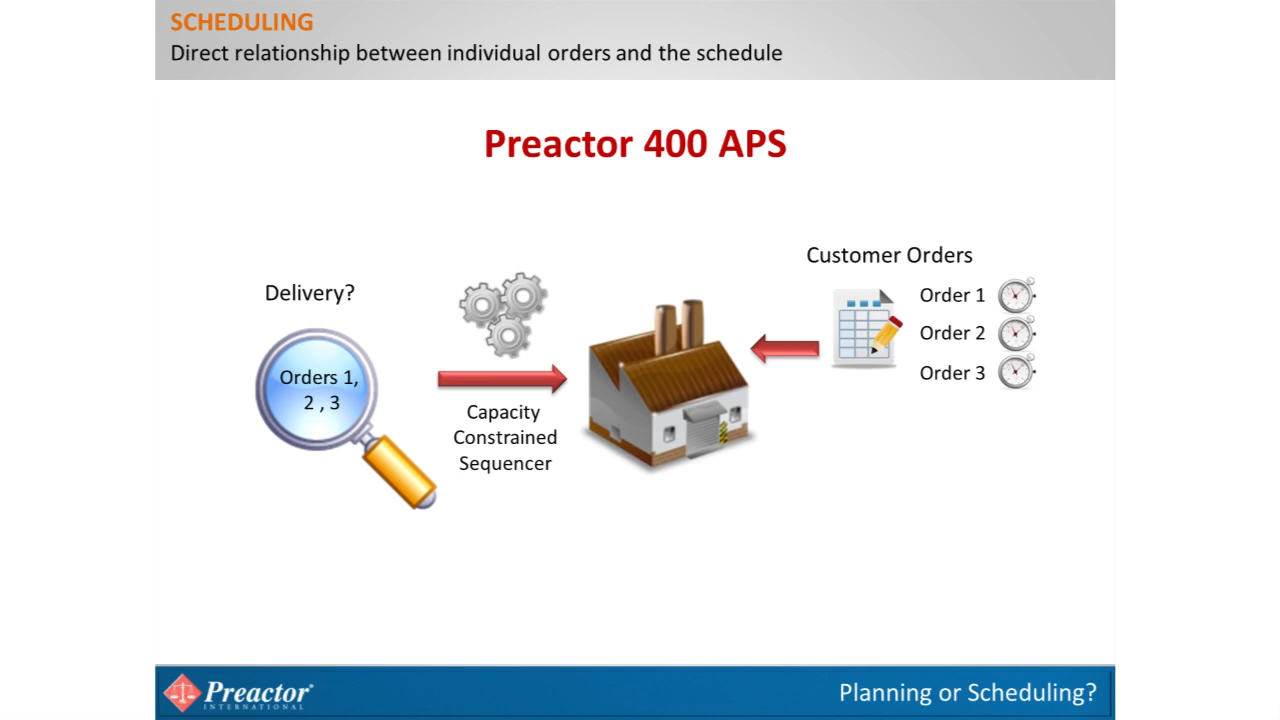 SCHEDULING
Direct relationship between individual orders and the schedule
Preactor 400 APS
Customer Orders
Delivery?
Order 1
Order 2
Order 3
Orders 1,
2 , 3
Capacity
Constrained
Sequencer
Preactor®
INTERNATIONAL
Planning or Scheduling?